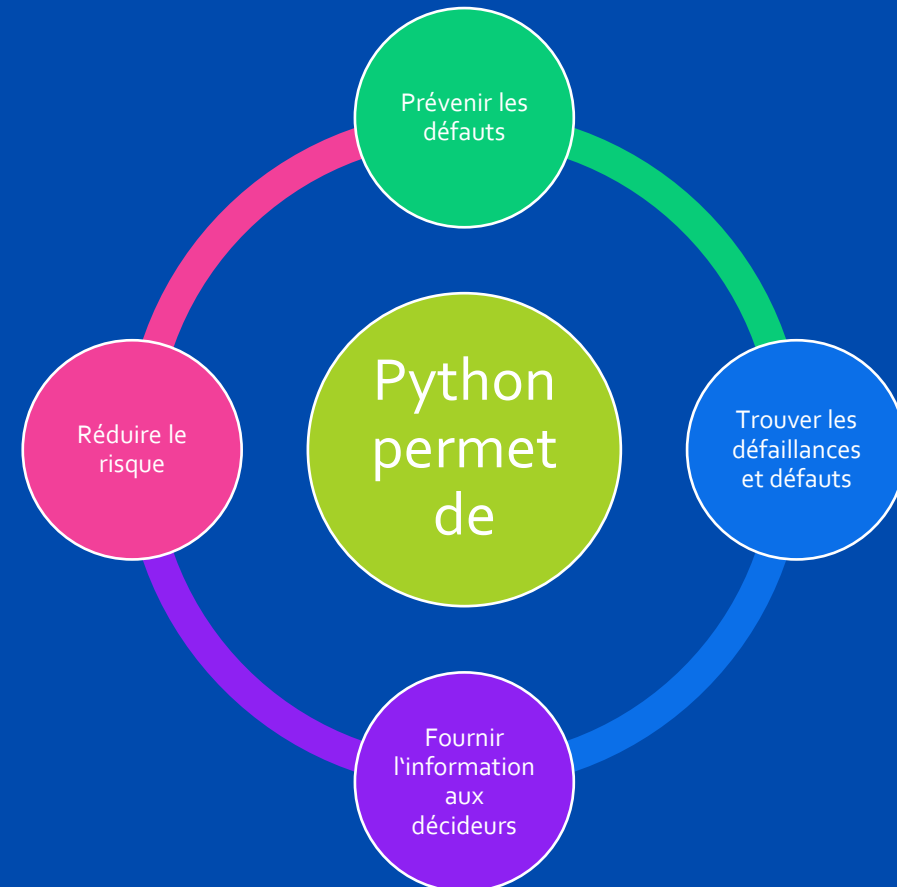 Prévenir les
défauts
Python
permet
de
Trouver les
défaillances
et défauts
Fournir
l'information
aux
décideurs
Réduire le
risque